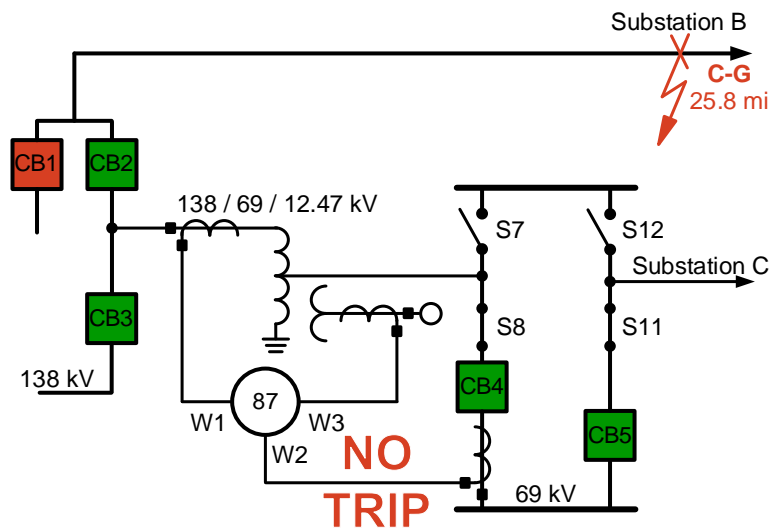 Substation B
C-G
25.8 mi
CB1
CB2
138 / 69 / 12.47 kV
S7
S12
Substation C
CB3
S8
S11
138 kV
CB4
87
W1
W3
W2
CB5
NO
TRIP
69 kV